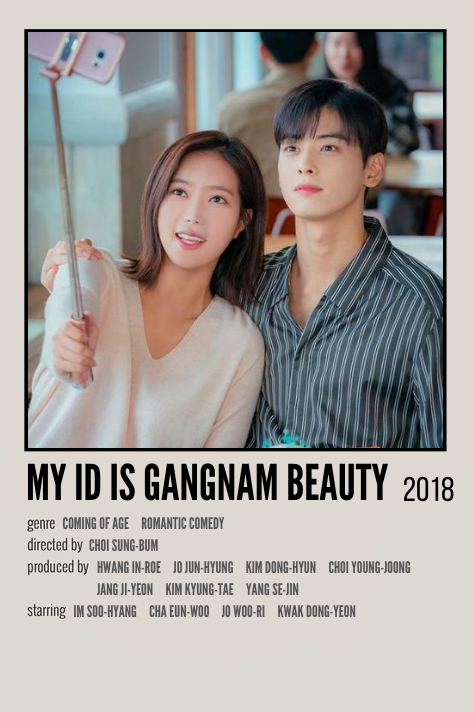 MY ID IS GANGNAM BEAUTY 2018
genre COMING OF AGE ROMANTIC COMEDY
directed by CHOI SUNG-BUM
produced by HWANG IN-ROE JO JUN-HYUNG KIM DONG-HYUN CHOI YOUNG-JOONG
JANG JI-YEON KIM KYUNG-TAE YANG SE-JIN
starring IM SOO-HYANG CHA EUN-WOO JO WOO-RI KWAK DONG-YEON